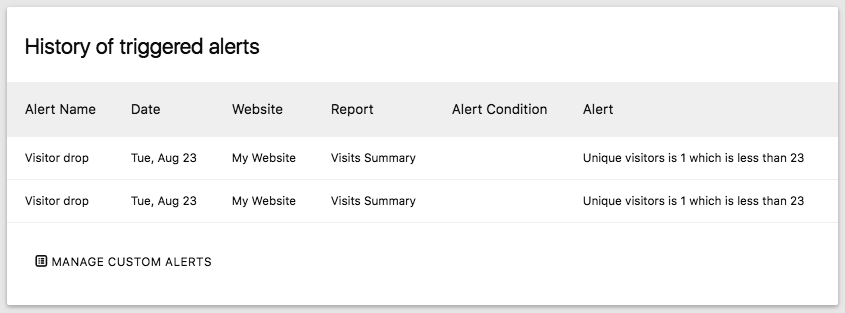 History of triggered alerts
Alert Name Date Website Report Alert Condition Alert
Visitor drop Tue, Aug 23 My Website Visits Summary Unique visitors is 1 which is less than 23
Visitor drop Tue, Aug 23 My Website Visits Summary Unique visitors is 1 which is less than 23
MANAGE CUSTOM ALERTS